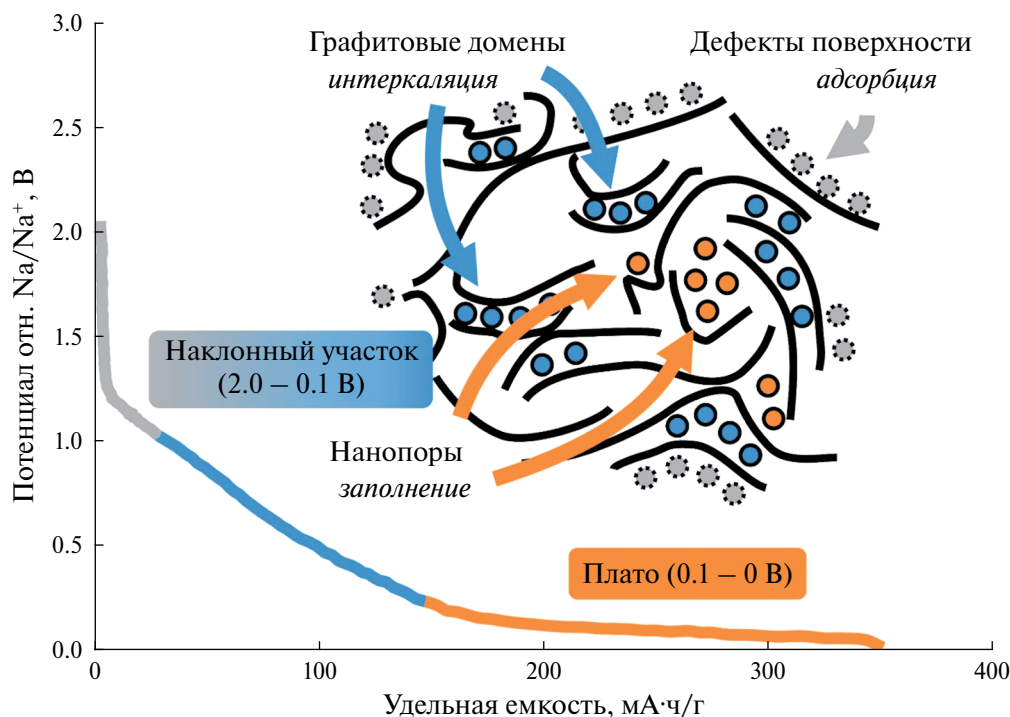 Потенциал отн. Na/Na⁺, В
3.0
2.5
2.0
1.5
1.0
0.5
0.0
Графитовые домены
интеркаляция
Дефекты поверхности
адсорбция
Наклонный участок
(2.0 – 0.1 В)
Нанопоры
заполнение
Плато (0.1 – 0 В)
0
100
200
300
400
Удельная емкость, мА·ч/г